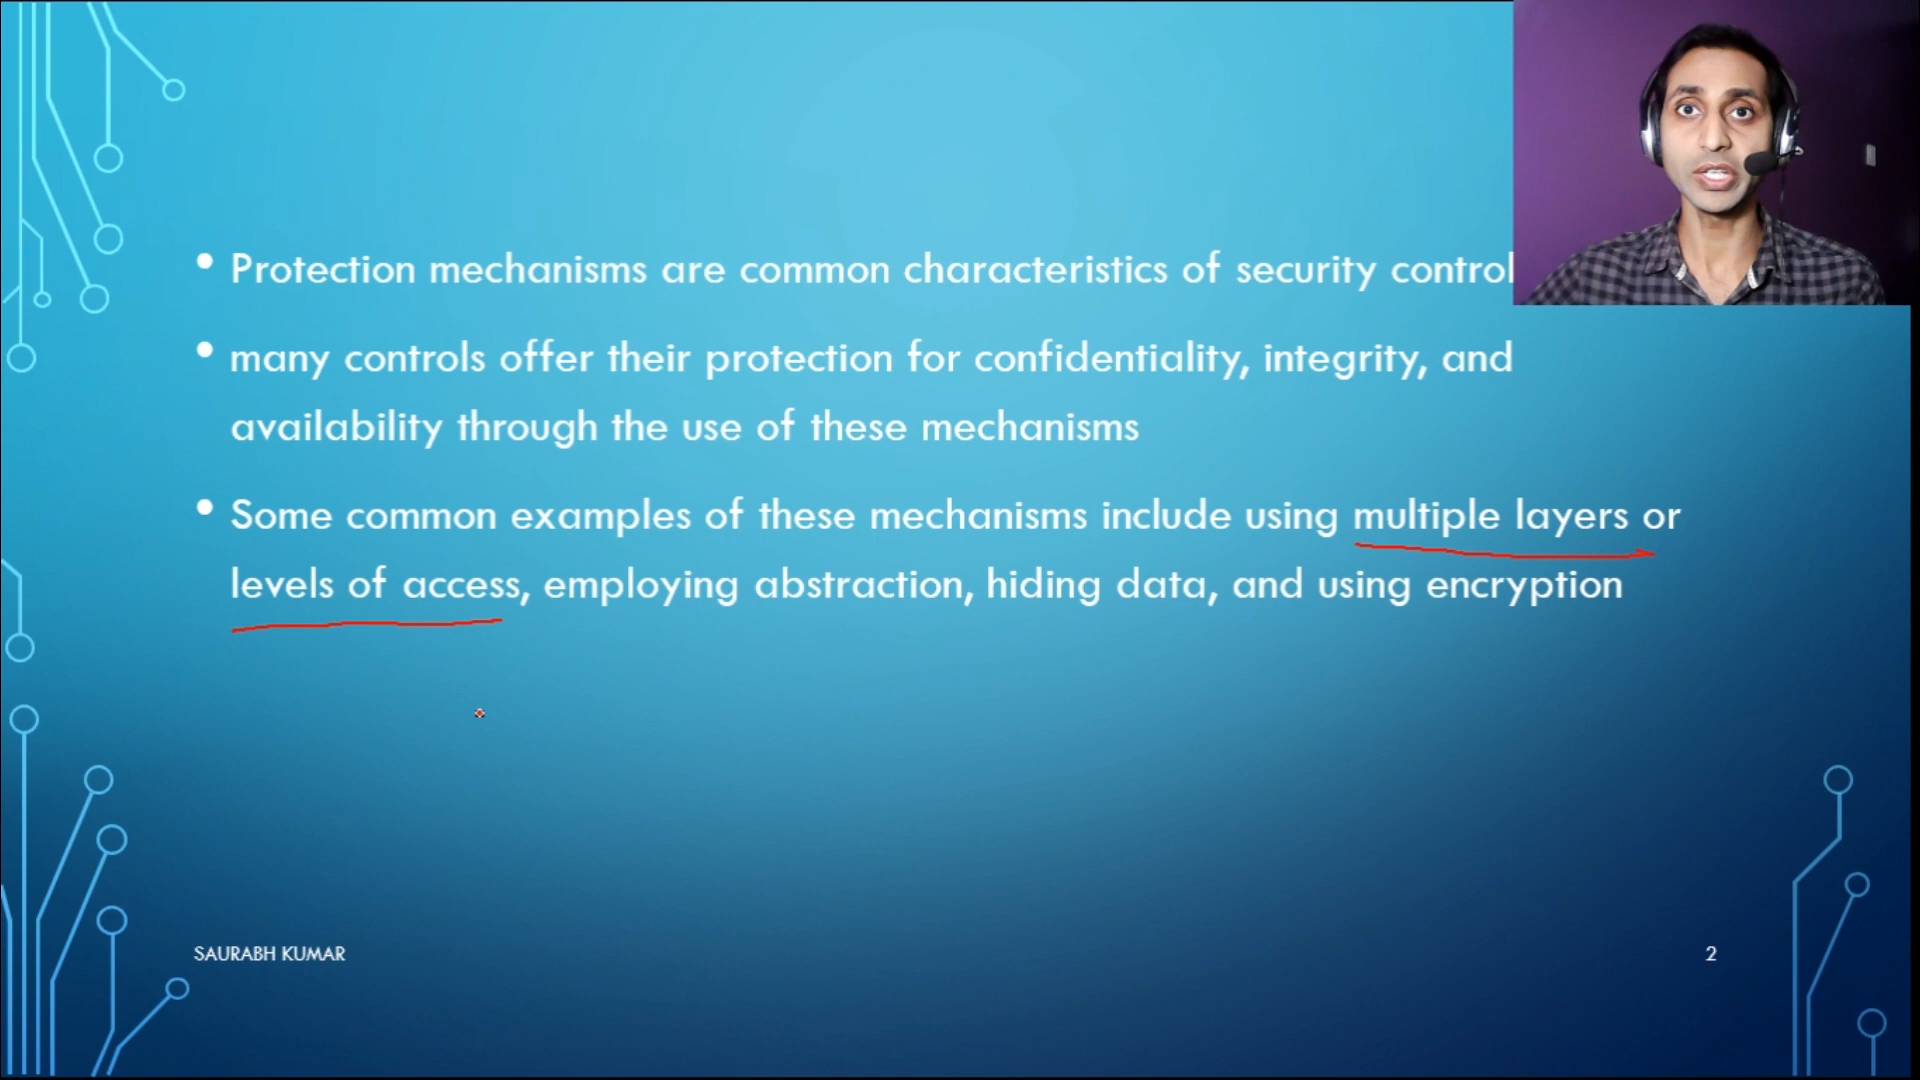 • Protection mechanisms are common characteristics of security control
• many controls offer their protection for confidentiality, integrity, and
availability through the use of these mechanisms
• Some common examples of these mechanisms include using multiple layers or
levels of access, employing abstraction, hiding data, and using encryption
SAURABH KUMAR
2